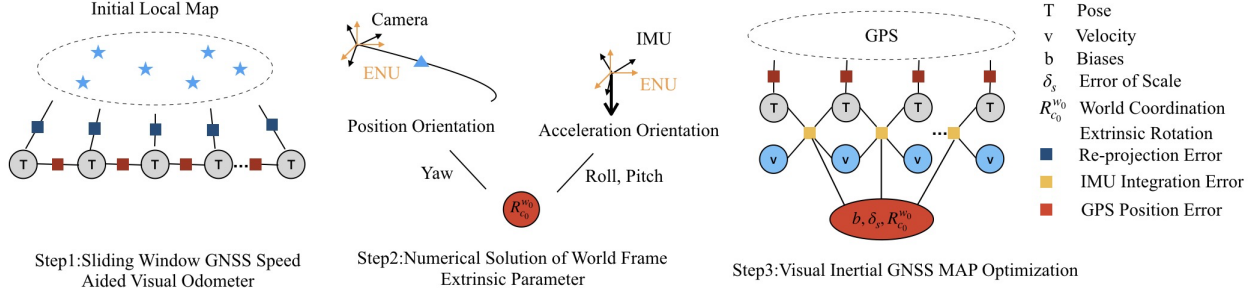 Initial Local Map
T T T T ... T
Step1:Sliding Window GNSS Speed
Aided Visual Odometer
Camera
ENU
IMU
ENU
Position Orientation
Acceleration Orientation
Yaw
Roll, Pitch
R_{c_0}^{w_0}
Step2:Numerical Solution of World Frame
Extrinsic Parameter
GPS
T T T T
...
v v v v
b, δ_s, R_{c_0}^{w_0}
Step3:Visual Inertial GNSS MAP Optimization
T Pose
v Velocity
b Biases
δ_s Error of Scale
R_{c_0}^{w_0} World Coordination
Extrinsic Rotation
Re-projection Error
IMU Integration Error
GPS Position Error